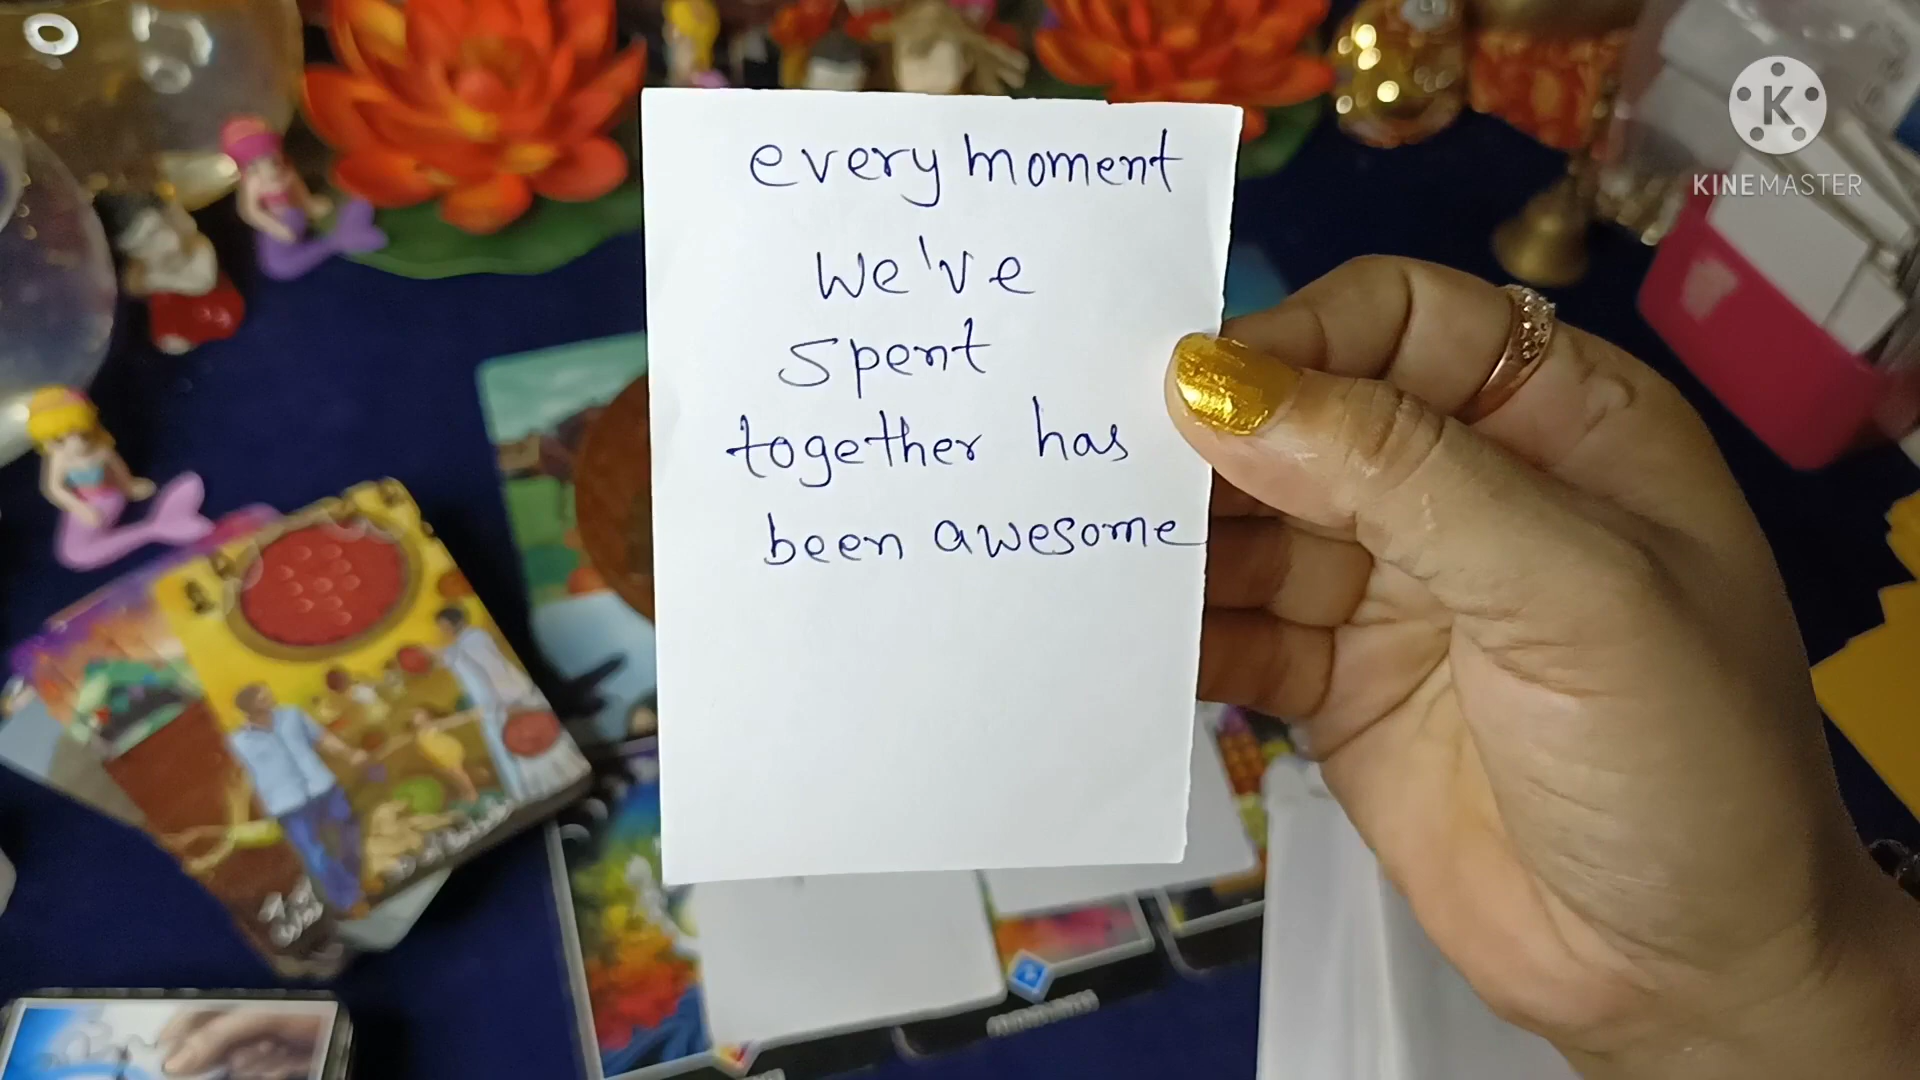 KINEMASTER
every moment
we've
spent
together has
been awesome